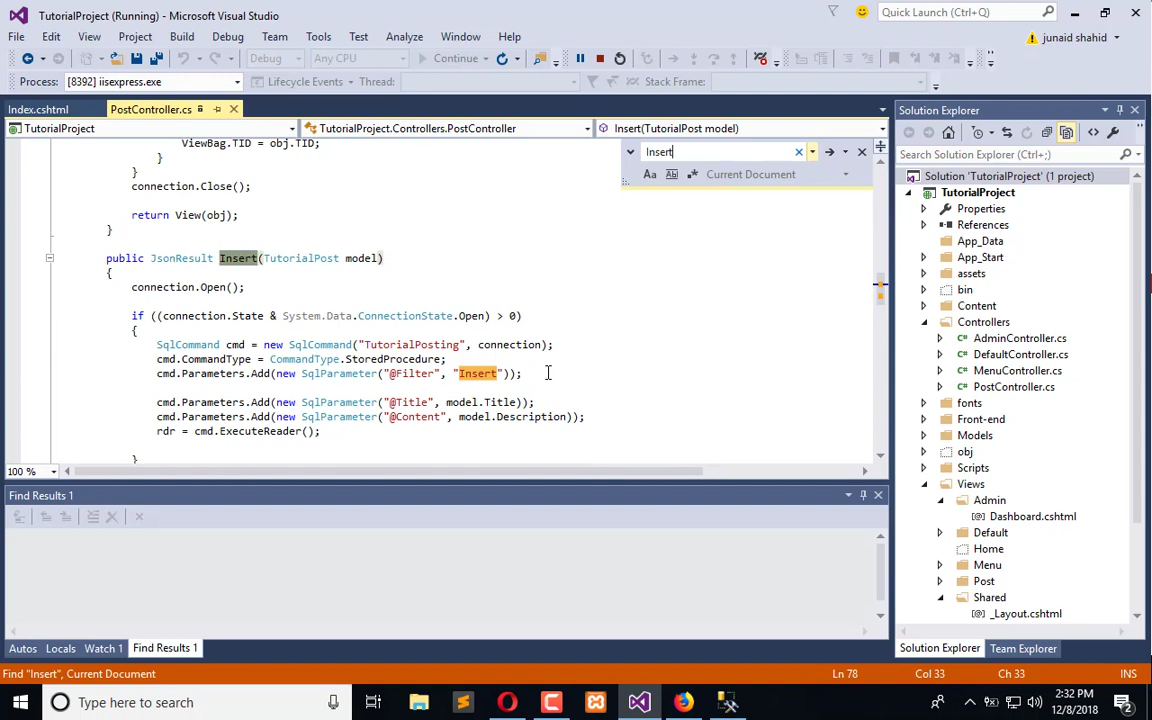 TutorialProject (Running) - Microsoft Visual Studio
Quick Launch (Ctrl+Q)
File Edit View Project Build Debug Team Tools Test Analyze Window Help
junaid shahid
Debug Any CPU Continue
Process: [8392] iisexpress.exe Lifecycle Events Thread: Stack Frame:
Index.cshtml PostController.cs
TutorialProject TutorialProject.Controllers.PostController Insert(TutorialPost model)
Insert
Aa Ab Current Document
ViewBag.TID = obj.TID;
}
}
connection.Close();
return View(obj);
}
public JsonResult Insert(TutorialPost model)
{
connection.Open();
if ((connection.State & System.Data.ConnectionState.Open) > 0)
{
SqlCommand cmd = new SqlCommand("TutorialPosting", connection);
cmd.CommandType = CommandType.StoredProcedure;
cmd.Parameters.Add(new SqlParameter("@Filter", "Insert"));
cmd.Parameters.Add(new SqlParameter("@Title", model.Title));
cmd.Parameters.Add(new SqlParameter("@Content", model.Description));
rdr = cmd.ExecuteReader();
}
100 %
Find Results 1
Autos Locals Watch 1 Find Results 1
Solution Explorer
Search Solution Explorer (Ctrl+;)
Solution 'TutorialProject' (1 project)
TutorialProject
Properties
References
App_Data
App_Start
assets
bin
Content
Controllers
AdminController.cs
DefaultController.cs
MenuController.cs
PostController.cs
fonts
Front-end
Models
obj
Scripts
Views
Admin
Dashboard.cshtml
Default
Home
Menu
Post
Shared
_Layout.cshtml
Solution Explorer Team Explorer
Find "Insert", Current Document Ln 78 Col 33 Ch 33 INS
Type here to search
2:32 PM
12/8/2018
2